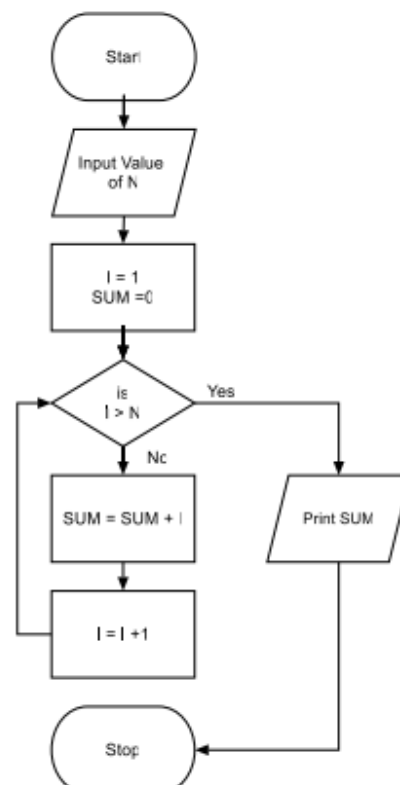 Start
Input Value
of N
I = 1
SUM =0
is
I > N
Yes
No
SUM = SUM + I
Print SUM
I = I +1
Stop